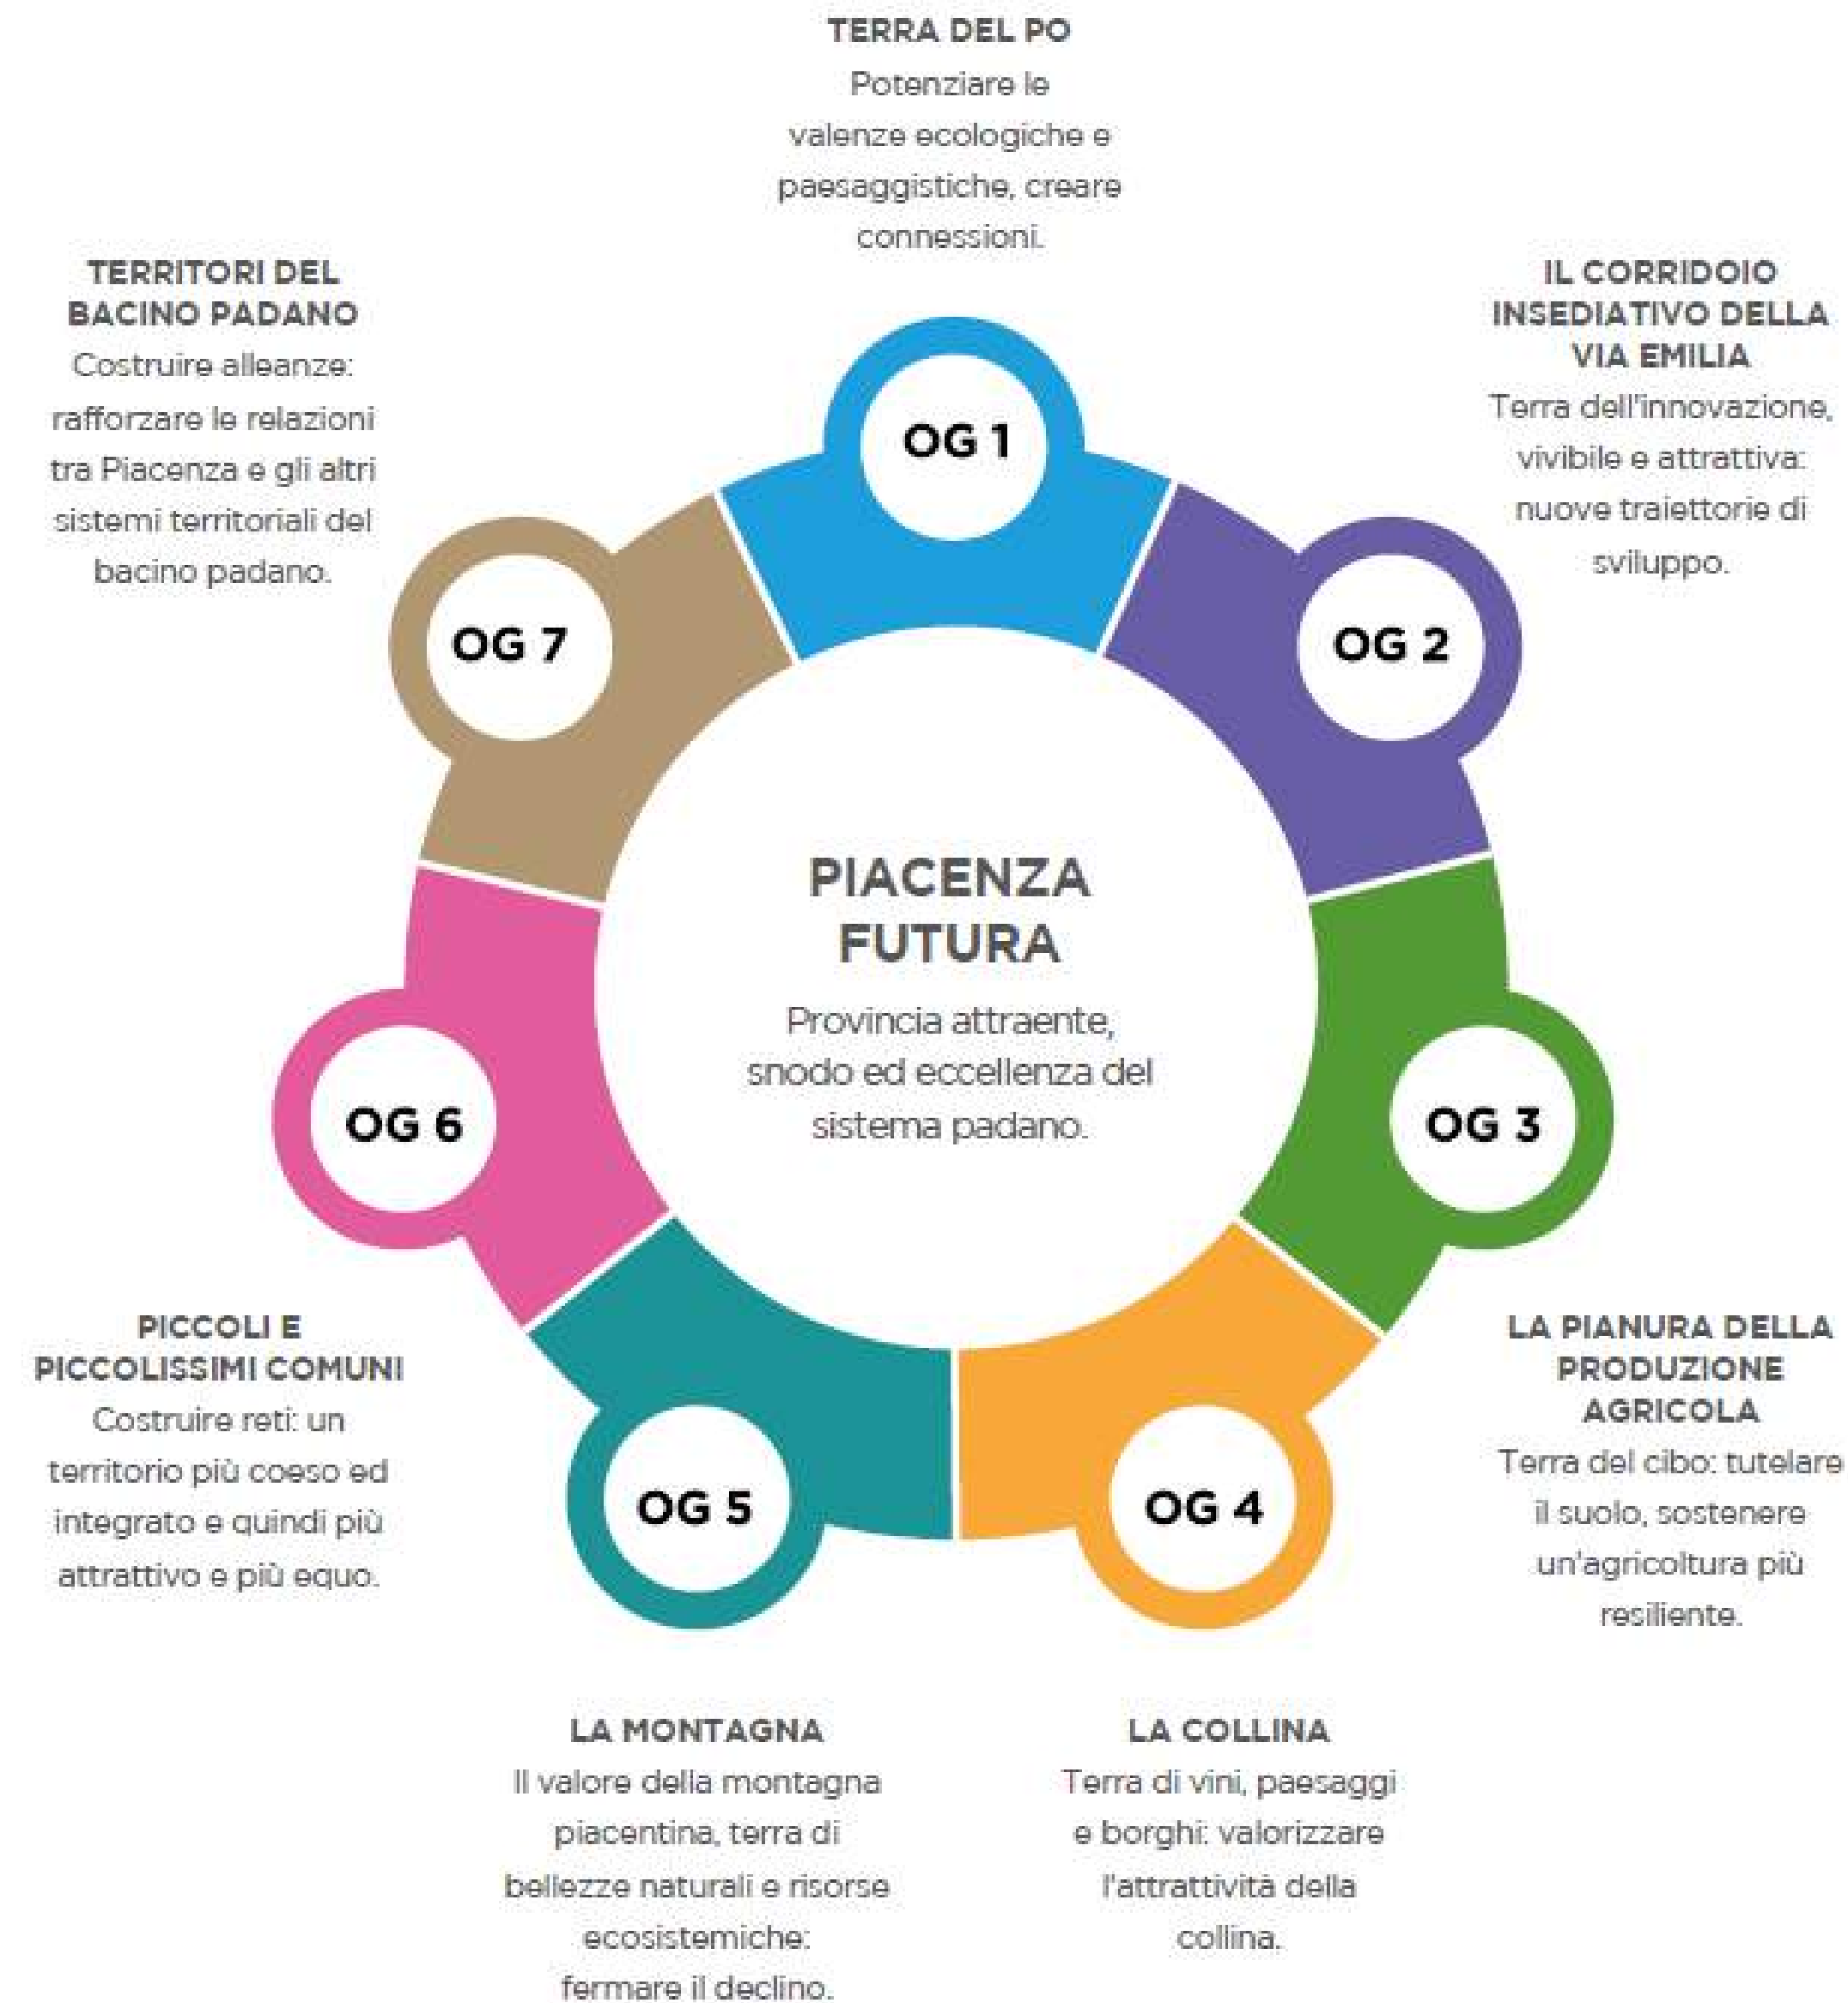 TERRA DEL PO
Potenziare le
valenze ecologiche e
paesaggistiche, creare
connessioni.
TERRITORI DEL
BACINO PADANO
Costruire alleanze:
rafforzare le relazioni
tra Piacenza e gli altri
sistemi territoriali del
bacino padano.
IL CORRIDOIO
INSEDIATIVO DELLA
VIA EMILIA
Terra dell'innovazione,
vivibile e attrattiva:
nuove traiettorie di
sviluppo.
OG 1
OG 7
OG 2
PIACENZA
FUTURA
Provincia attraente,
snodo ed eccellenza del
sistema padano.
OG 6
OG 3
OG 5
OG 4
PICCOLI E
PICCOLISSIMI COMUNI
Costruire reti: un
territorio più coeso ed
integrato e quindi più
attrattivo e più equo.
LA PIANURA DELLA
PRODUZIONE
AGRICOLA
Terra del cibo: tutelare
il suolo, sostenere
un'agricoltura più
resiliente.
LA MONTAGNA
Il valore della montagna
piacentina, terra di
bellezze naturali e risorse
ecosistemiche:
fermare il declino.
LA COLLINA
Terra di vini, paesaggi
e borghi: valorizzare
l'attrattività della
collina.